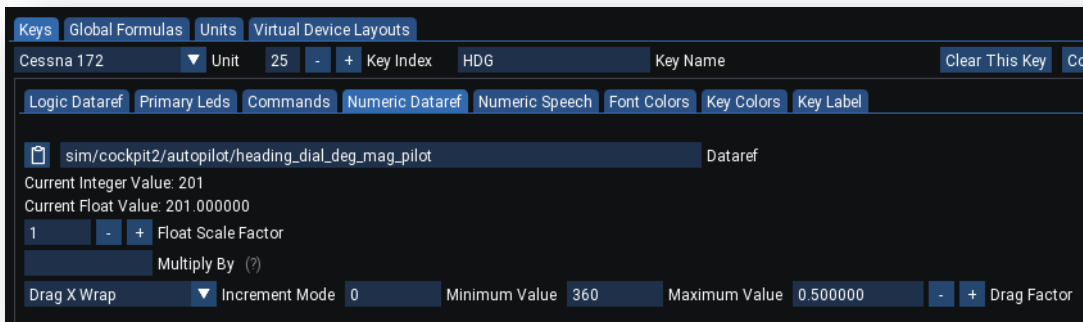 Keys Global Formulas Units Virtual Device Layouts
Cessna 172 Unit 25 - + Key Index HDG Key Name Clear This Key Co
Logic Dataref Primary Leds Commands Numeric Dataref Numeric Speech Font Colors Key Colors Key Label
sim/cockpit2/autopilot/heading_dial_deg_mag_pilot Dataref
Current Integer Value: 201
Current Float Value: 201.000000
1 - + Float Scale Factor
Multiply By (?)
Drag X Wrap Increment Mode 0 Minimum Value 360 Maximum Value 0.500000 - + Drag Factor